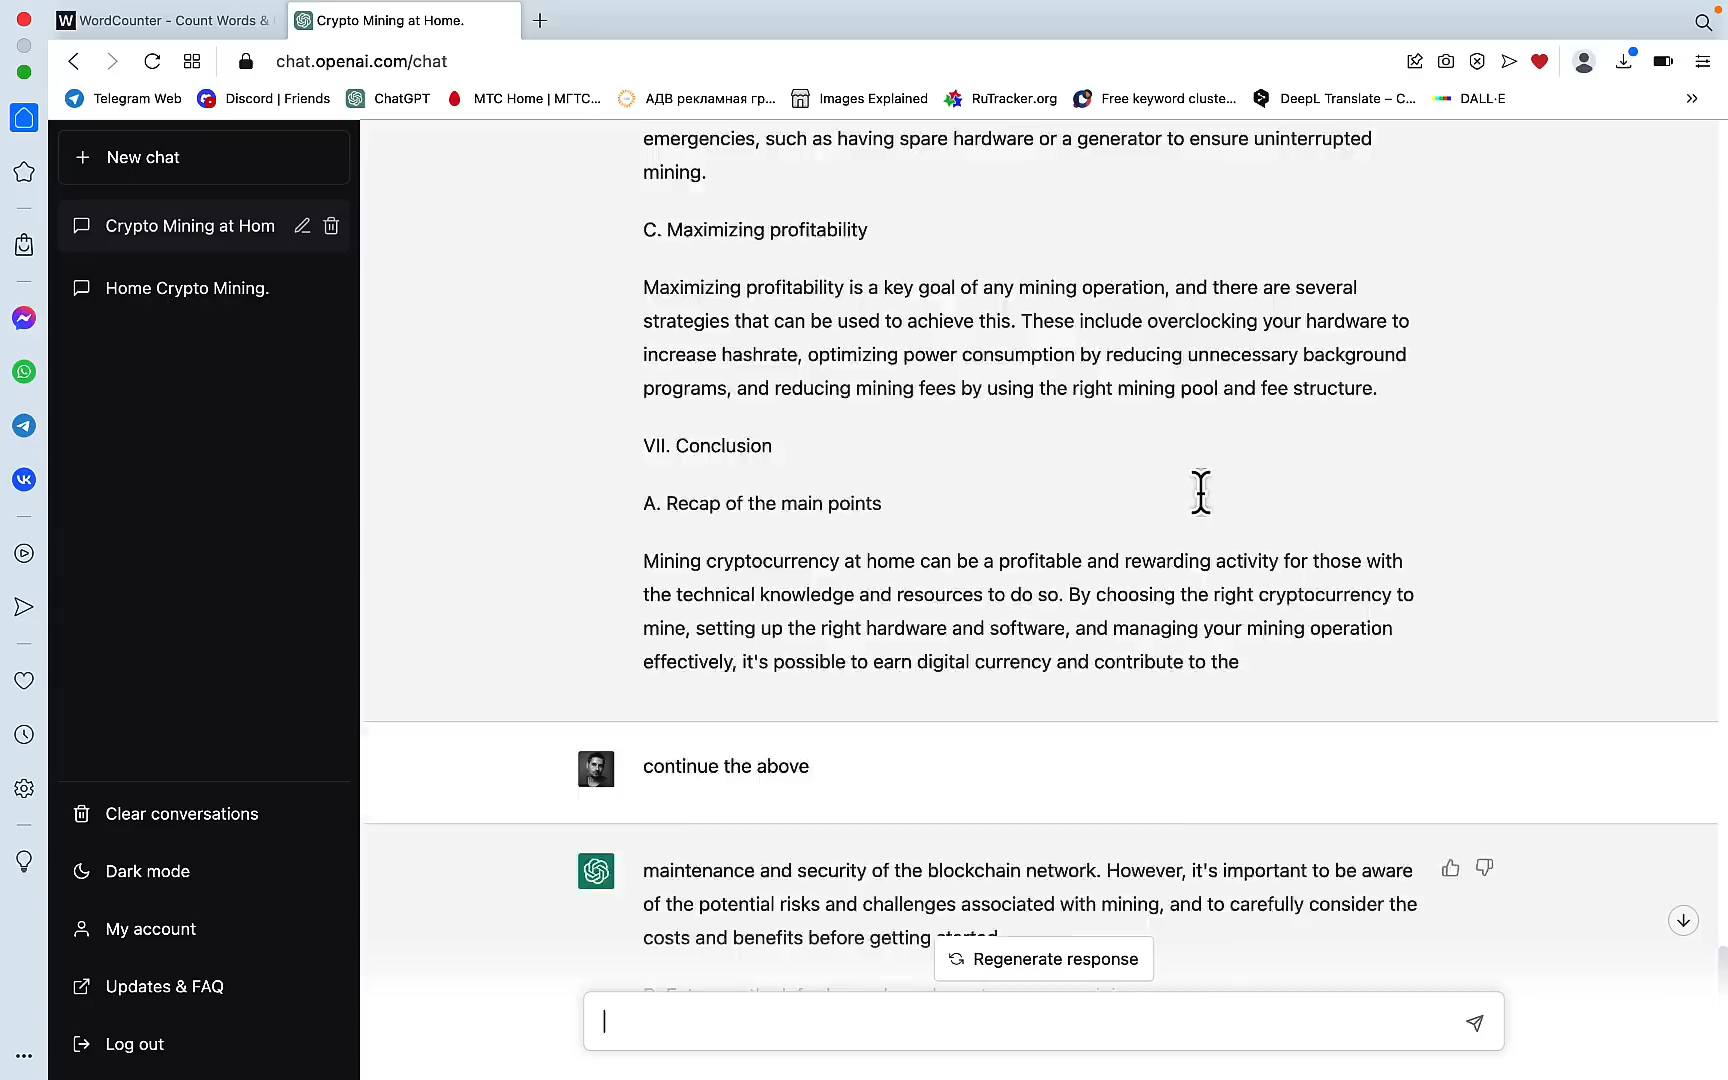 WordCounter - Count Words &
Crypto Mining at Home.
chat.openai.com/chat
Telegram Web
Discord | Friends
ChatGPT
МТС Home | МГТС...
АДВ рекламная гр...
Images Explained
RuTracker.org
Free keyword cluste...
DeepL Translate – C...
DALL·E
New chat
Crypto Mining at Hom
Home Crypto Mining.
Clear conversations
Dark mode
My account
Updates & FAQ
Log out
emergencies, such as having spare hardware or a generator to ensure uninterrupted
mining.
C. Maximizing profitability
Maximizing profitability is a key goal of any mining operation, and there are several
strategies that can be used to achieve this. These include overclocking your hardware to
increase hashrate, optimizing power consumption by reducing unnecessary background
programs, and reducing mining fees by using the right mining pool and fee structure.
VII. Conclusion
A. Recap of the main points
Mining cryptocurrency at home can be a profitable and rewarding activity for those with
the technical knowledge and resources to do so. By choosing the right cryptocurrency to
mine, setting up the right hardware and software, and managing your mining operation
effectively, it's possible to earn digital currency and contribute to the
continue the above
maintenance and security of the blockchain network. However, it's important to be aware
of the potential risks and challenges associated with mining, and to carefully consider the
costs and benefits before getting
Regenerate response